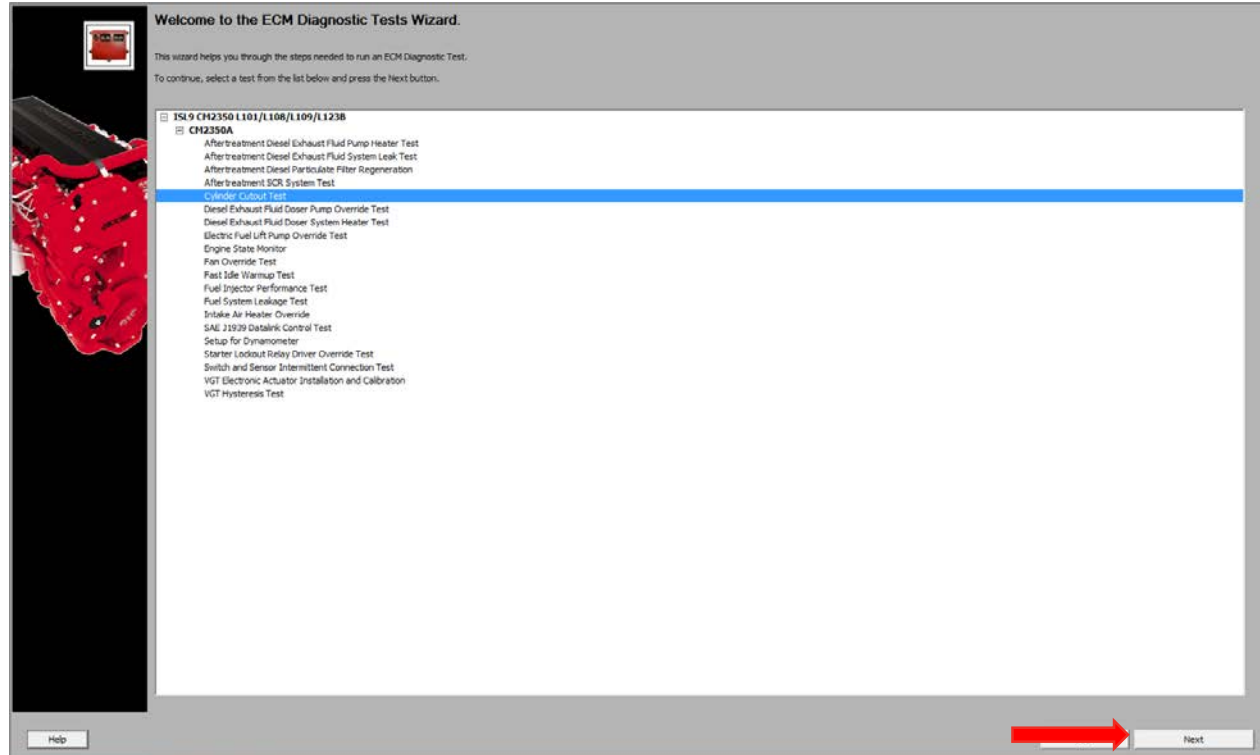 Welcome to the ECM Diagnostic Tests Wizard.
This wizard helps you through the steps needed to run an ECM Diagnostic Test.
To continue, select a test from the list below and press the Next button.
ISL9 CM2350 L101/L108/L109/L123B
CM2350A
Aftertreatment Diesel Exhaust Fluid Pump Heater Test
Aftertreatment Diesel Exhaust Fluid System Leak Test
Aftertreatment Diesel Particulate Filter Regeneration
Aftertreatment SCR System Test
Cylinder Cutout Test
Diesel Exhaust Fluid Doser Pump Override Test
Diesel Exhaust Fluid Doser System Heater Test
Electric Fuel Lift Pump Override Test
Engine State Monitor
Fan Override Test
Fast Idle Warmup Test
Fuel Injector Performance Test
Fuel System Leakage Test
Intake Air Heater Override
SAE J1939 Datalink Control Test
Setup for Dynamometer
Starter Lockout Relay Driver Override Test
Switch and Sensor Intermittent Connection Test
VGT Electronic Actuator Installation and Calibration
VGT Hysteresis Test
Help
Next